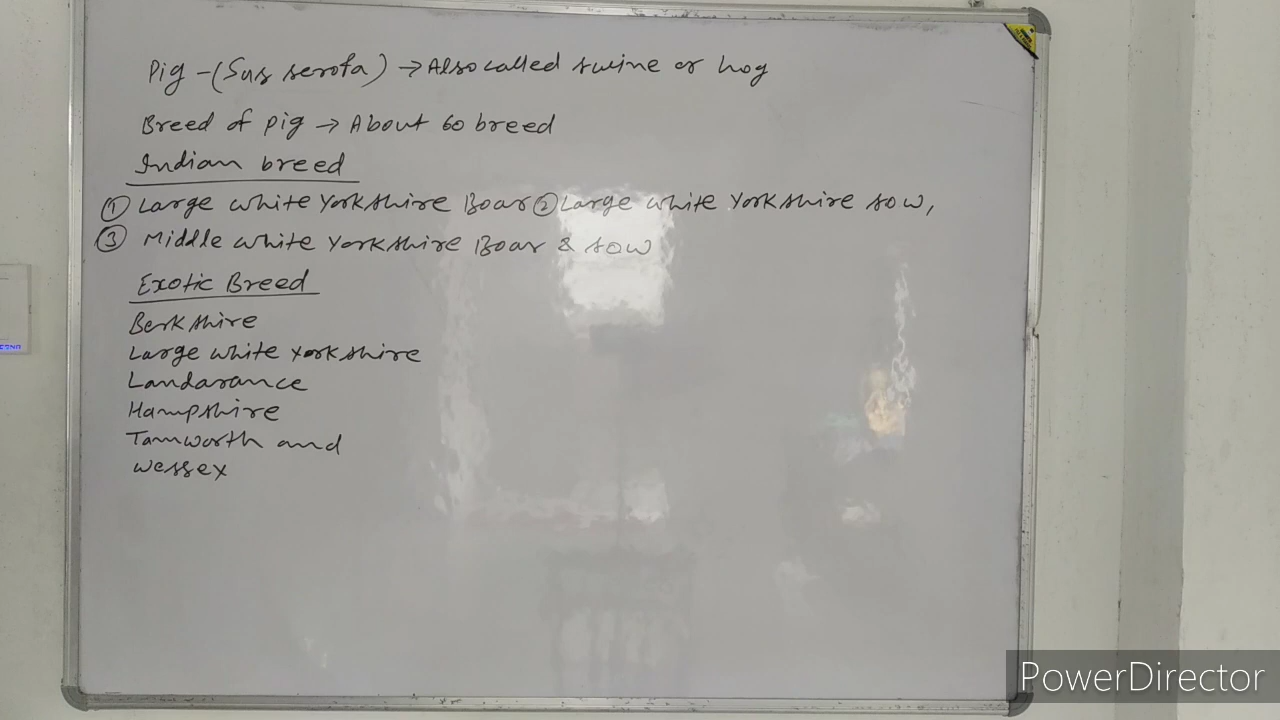 Pig - (Sus serofa) → Also called swine or hog
Breed of pig → About 60 breed
Indian breed
① Large white Yorkshire Boar ② Large white Yorkshire sow,
③ Middle white Yorkshire Boar & sow
Exotic Breed
Berkshire
Large white Yorkshire
Landarance
Hampshire
Tamworth and
wessex
PowerDirector